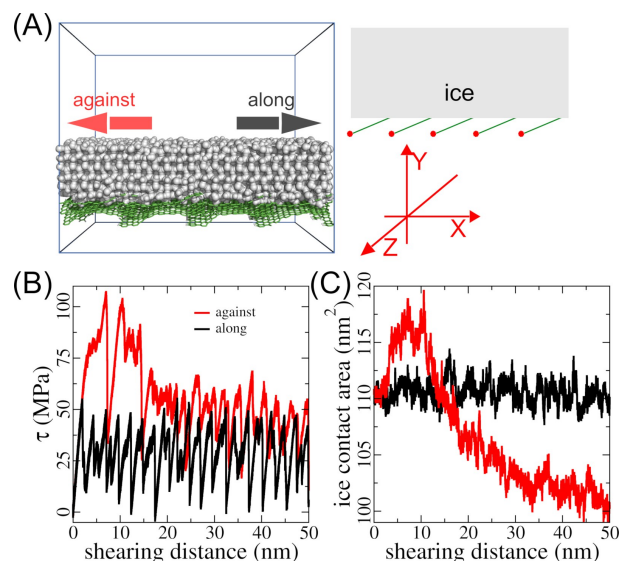 (A)
against
along
ice
Y
X
Z
(B)
(C)
against
along
τ (MPa)
100
75
50
25
0
0 10 20 30 40 50
shearing distance (nm)
ice contact area (nm²)
120
115
110
105
100
0 10 20 30 40 50
shearing distance (nm)